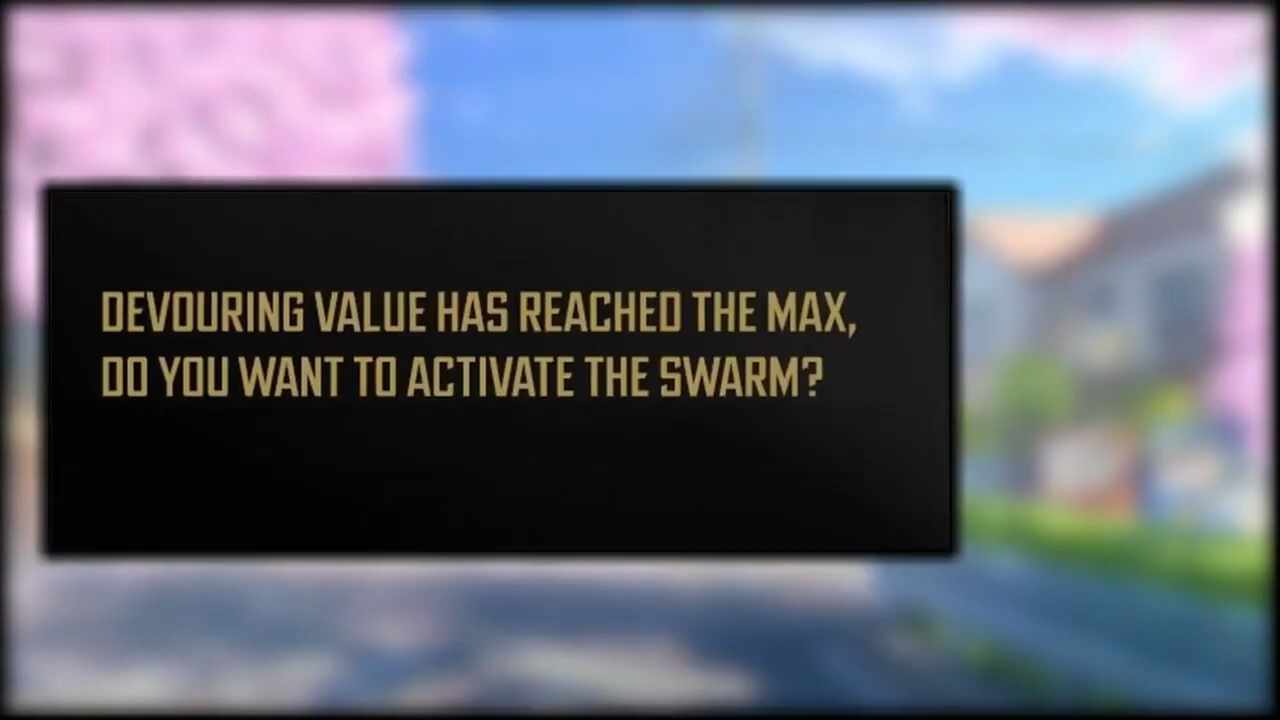 DEVOURING VALUE HAS REACHED THE MAX,
DO YOU WANT TO ACTIVATE THE SWARM?